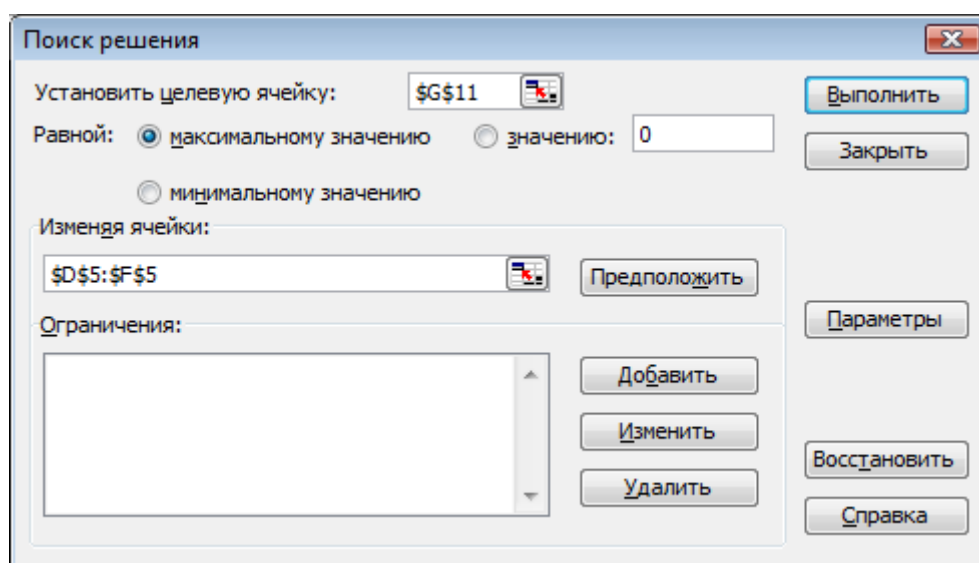 Поиск решения
Установить целевую ячейку: $G$11
Выполнить
Равной: максимальному значению значению: 0
Закрыть
минимальному значению
Изменяя ячейки:
$D$5:$F$5 Предположить
Ограничения:
Параметры
Добавить
Изменить
Восстановить
Удалить
Справка